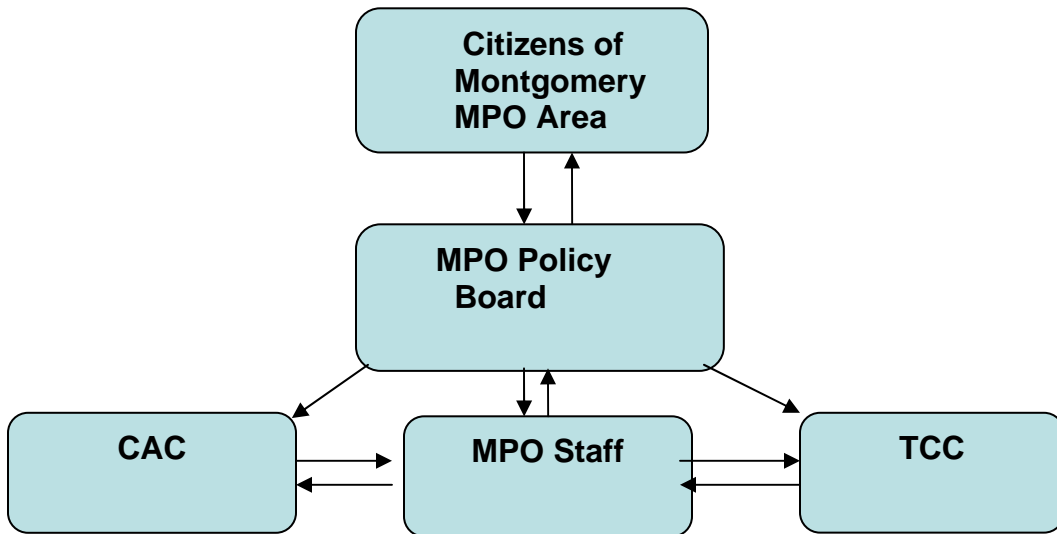 Citizens of
Montgomery
MPO Area
MPO Policy
Board
CAC
MPO Staff
TCC